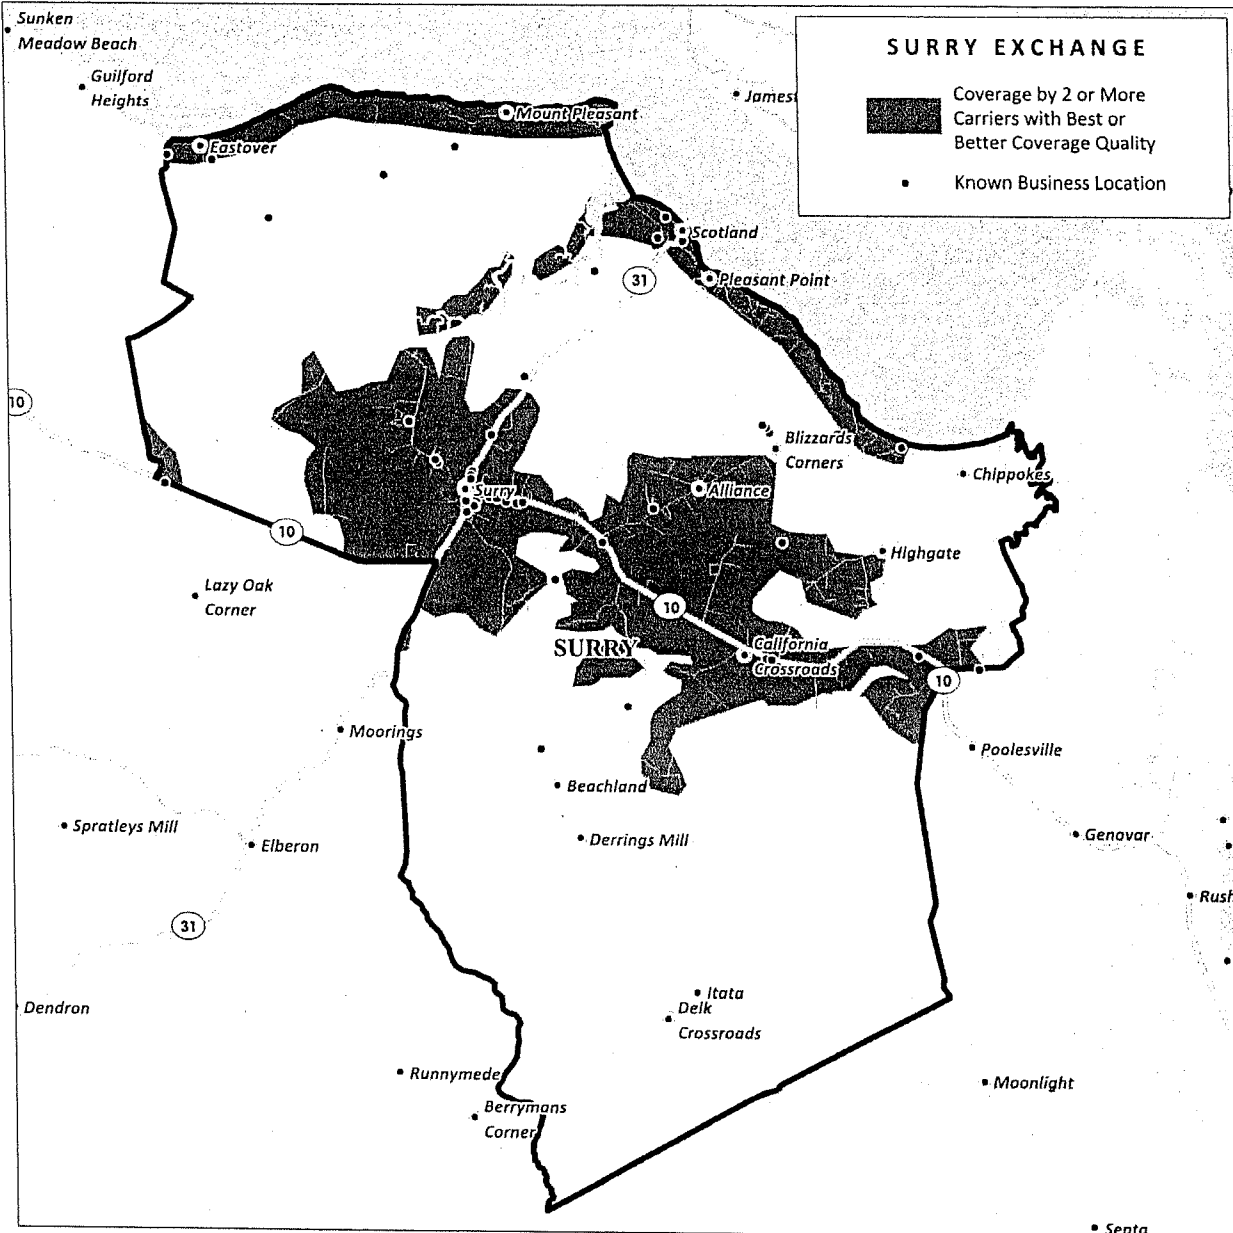 Sunken
Meadow Beach
Guilford
Heights
SURRY EXCHANGE
Coverage by 2 or More
Carriers with Best or
Better Coverage Quality
Known Business Location
Jamest
Mount Pleasant
Eastover
Scotland
31
Pleasant Point
10
Blizzards
Corners
Chippokes
Surry
Alliance
10
Highgate
Lazy Oak
Corner
10
SURRY
California
Crossroads
10
Moorings
Poolesville
Beachland
Spratleys Mill
Elberon
Derrings Mill
Genovar
Rush
31
Dendron
Itata
Delk
Crossroads
Runnymede
Moonlight
Berrymans
Corner
Senta